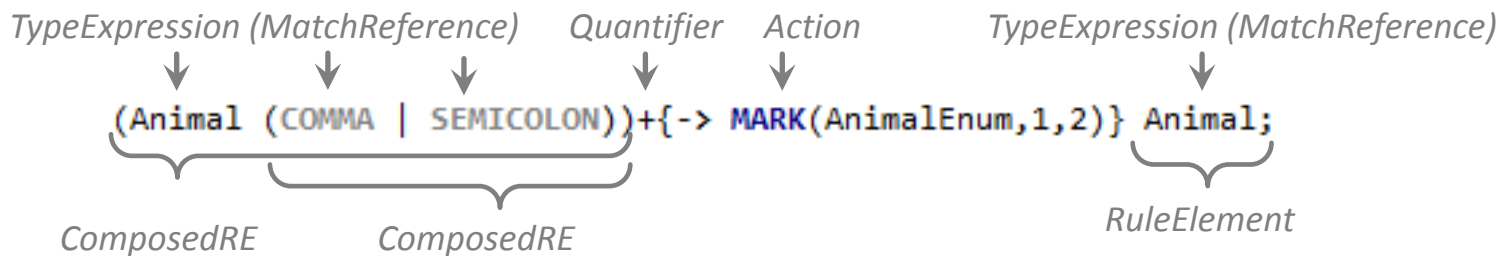 TypeExpression (MatchReference) Quantifier Action TypeExpression (MatchReference)
(Animal (COMMA | SEMICOLON))+{-> MARK(AnimalEnum,1,2)} Animal;
ComposedRE ComposedRE RuleElement